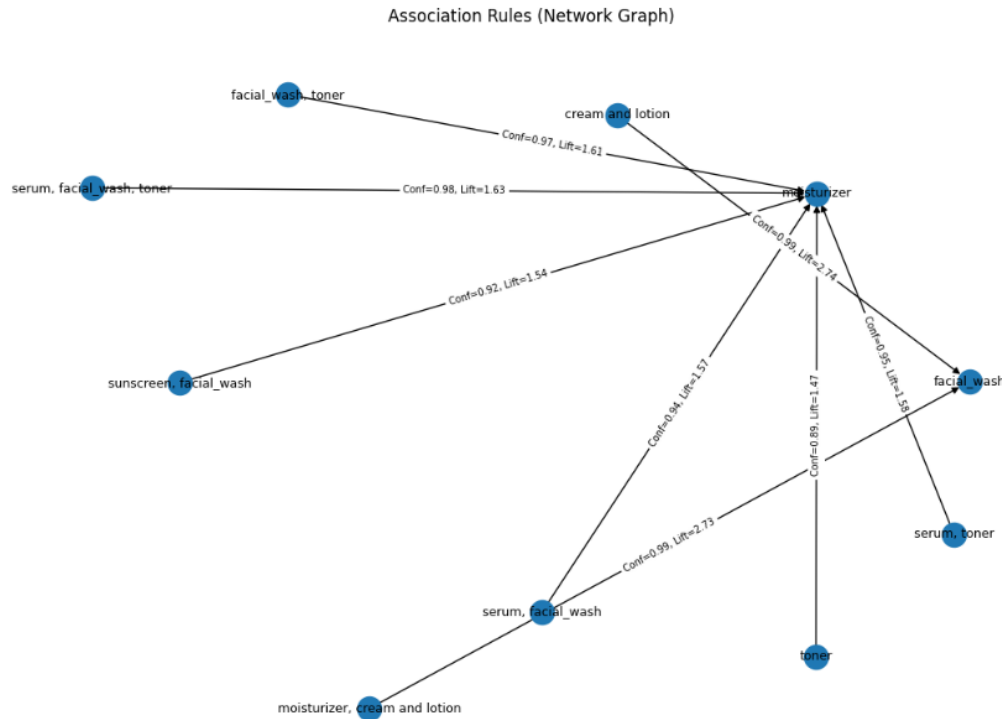 Association Rules (Network Graph)
facial_wash, toner
cream and lotion
Conf=0.97, Lift=1.61
serum, facial_wash, toner
Conf=0.98, Lift=1.63
moisturizer
Conf=0.99, Lift=2.74
Conf=0.92, Lift=1.54
sunscreen, facial_wash
facial_wash
Conf=0.94, Lift=1.57
Conf=0.89, Lift=1.47
Conf=0.95, Lift=1.58
Conf=0.99, Lift=2.73
serum, toner
serum, facial_wash
toner
moisturizer, cream and lotion